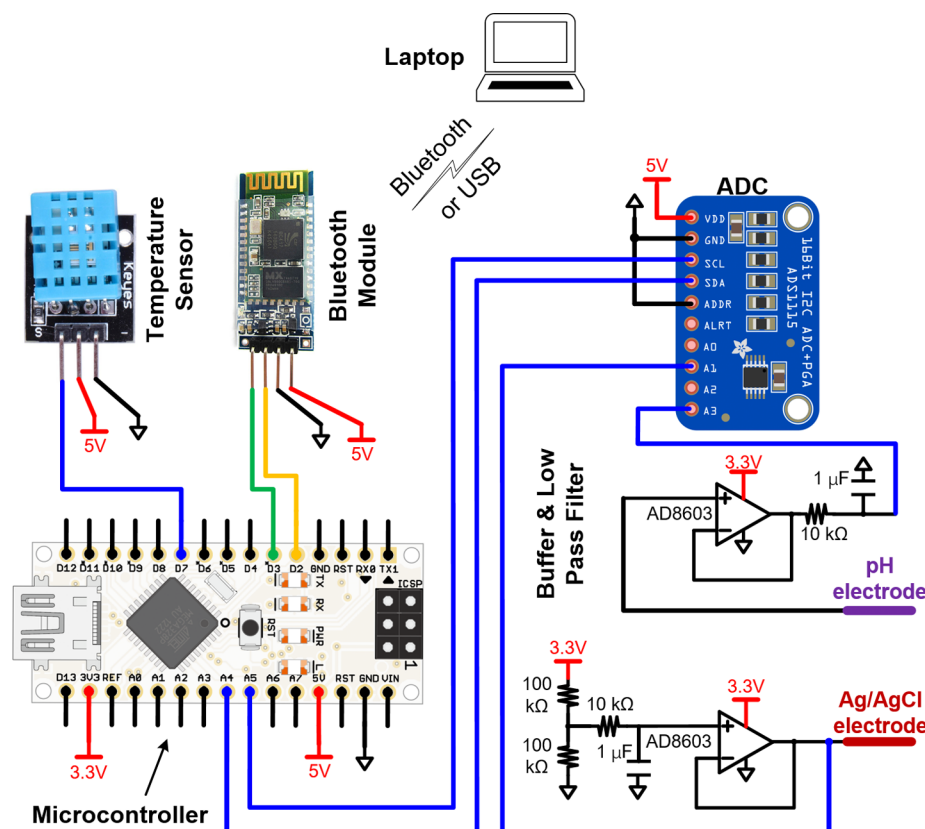 Laptop
Bluetooth
or USB
5V
ADC
VDD
GND
SCL
SDA
ADDR
ALRT
A0
A1
A2
A3
16Bit I2C ADC+PGA
ADS1115
Keyes
S
-
Temperature
Sensor
Bluetooth
Module
MX
5V
5V
Buffer & Low
Pass Filter
3.3V
1 µF
AD8603
10
kΩ
pH
electrode
D12
D11
D10
D9
D8
D7
D6
D5
D4
D3
D2
GND
RST
RX0
TX1
TX
RX
PWR
L
RST
ICSP
1
D13
3V3
REF
A0
A1
A2
A3
A4
A5
A6
A7
5V
RST
GND
VIN
3.3V
5V
Microcontroller
3.3V
100
kΩ
10 kΩ
100
kΩ
1 µF
AD8603
3.3V
Ag/AgCl
electrode